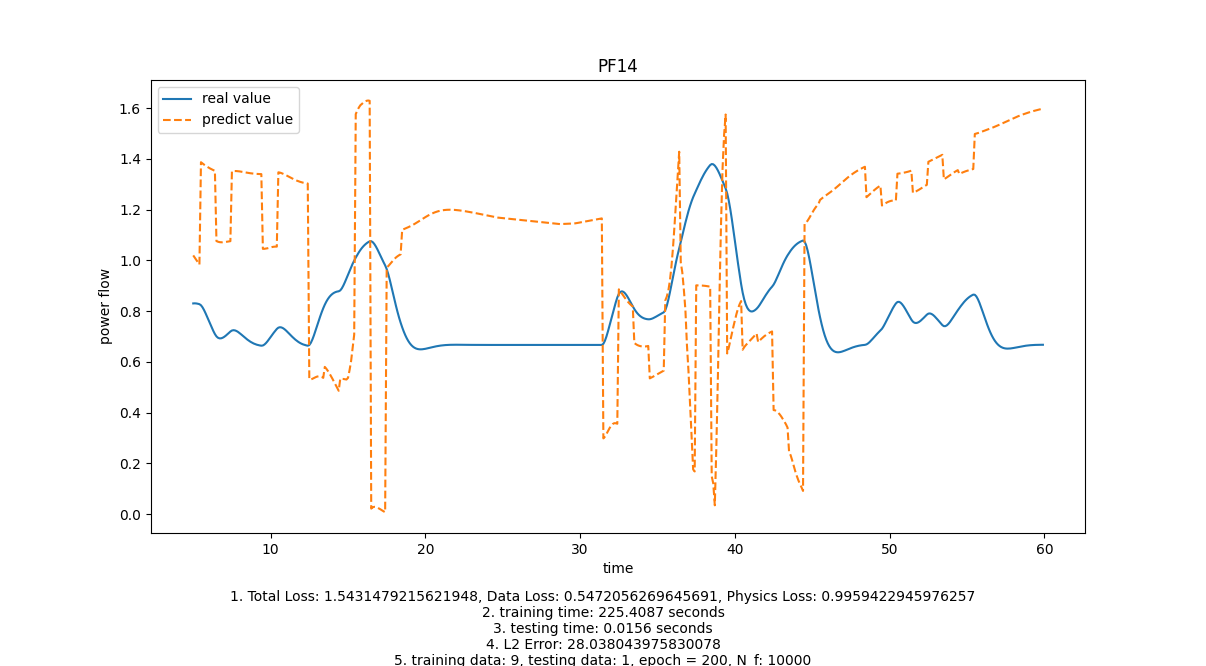 PF14
real value
predict value
1.6
1.4
1.2
1.0
0.8
0.6
0.4
0.2
0.0
power flow
10 20 30 40 50 60
time
1. Total Loss: 1.5431479215621948, Data Loss: 0.5472056269645691, Physics Loss: 0.9959422945976257
2. training time: 225.4087 seconds
3. testing time: 0.0156 seconds
4. L2 Error: 28.038043975830078
5. training data: 9, testing data: 1, epoch = 200, N_f: 10000